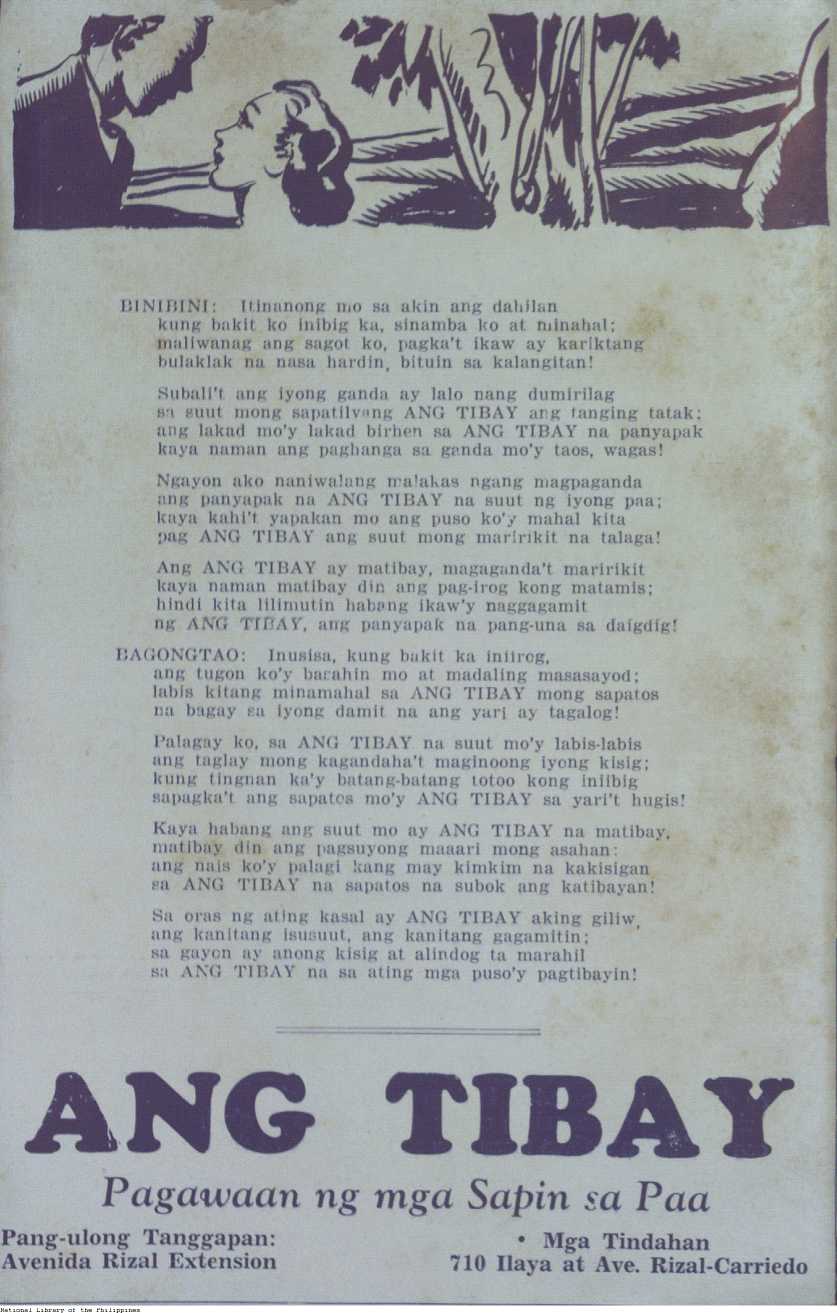 BINIBINI: Itinanong mo sa akin ang dahilan
kung bakit ko inibig ka, sinamba ko at minahal;
maliwanag ang sagot ko, pagka't ikaw ay kariktang
bulaklak na nasa hardin, bituin sa kalangitan!
Subali't ang iyong ganda ay lalo nang dumirilag
sa suut mong sapatilyang ANG TIBAY ang tanging tatak;
ang lakad mo'y lakad birhen sa ANG TIBAY na panyapak
kaya naman ang paghanga sa ganda mo'y taos, wagas!
Ngayon ako naniwalang malakas ngang magpaganda
ang panyapak na ANG TIBAY na suut ng iyong paa;
kaya kahi't yapakan mo ang puso ko'y mahal kita
pag ANG TIBAY ang suut mong maririkit na talaga!
Ang ANG TIBAY ay matibay, magaganda't maririkit
kaya naman matibay din ang pag-irog kong matamis;
hindi kita lilimutin habang ikaw'y naggagamit
ng ANG TIBAY, ang panyapak na pang-una sa daigdig!
BAGONGTAO: Inusisa, kung bakit ka iniirog,
ang tugon ko'y basahin mo at madaling masasayod;
labis kitang minamahal sa ANG TIBAY mong sapatos
na bagay sa iyong damit na ang yari ay tagalog!
Palagay ko, sa ANG TIBAY na suut mo'y labis-labis
ang taglay mong kagandaha't maginoong iyong kisig;
kung tingnan ka'y batang-batang totoo kong iniibig
sapagka't ang sapatos mo'y ANG TIBAY sa yari't hugis!
Kaya habang ang suut mo ay ANG TIBAY na matibay,
matibay din ang pagsuyong maaari mong asahan:
ang nais ko'y palagi kang may kimkim na kakisigan
sa ANG TIBAY na sapatos na subok ang katibayan!
Sa oras ng ating kasal ay ANG TIBAY aking giliw,
ang kanitang isusuut, ang kanitang gagamitin;
sa gayon ay anong kisig at alindog ta marahil
sa ANG TIBAY na sa ating mga puso'y pagtibayin!
ANG TIBAY
Pagawaan ng mga Sapin sa Paa
Pang-ulong Tanggapan:
Avenida Rizal Extension
• Mga Tindahan
710 Ilaya at Ave. Rizal-Carriedo
National Library of the Philippines